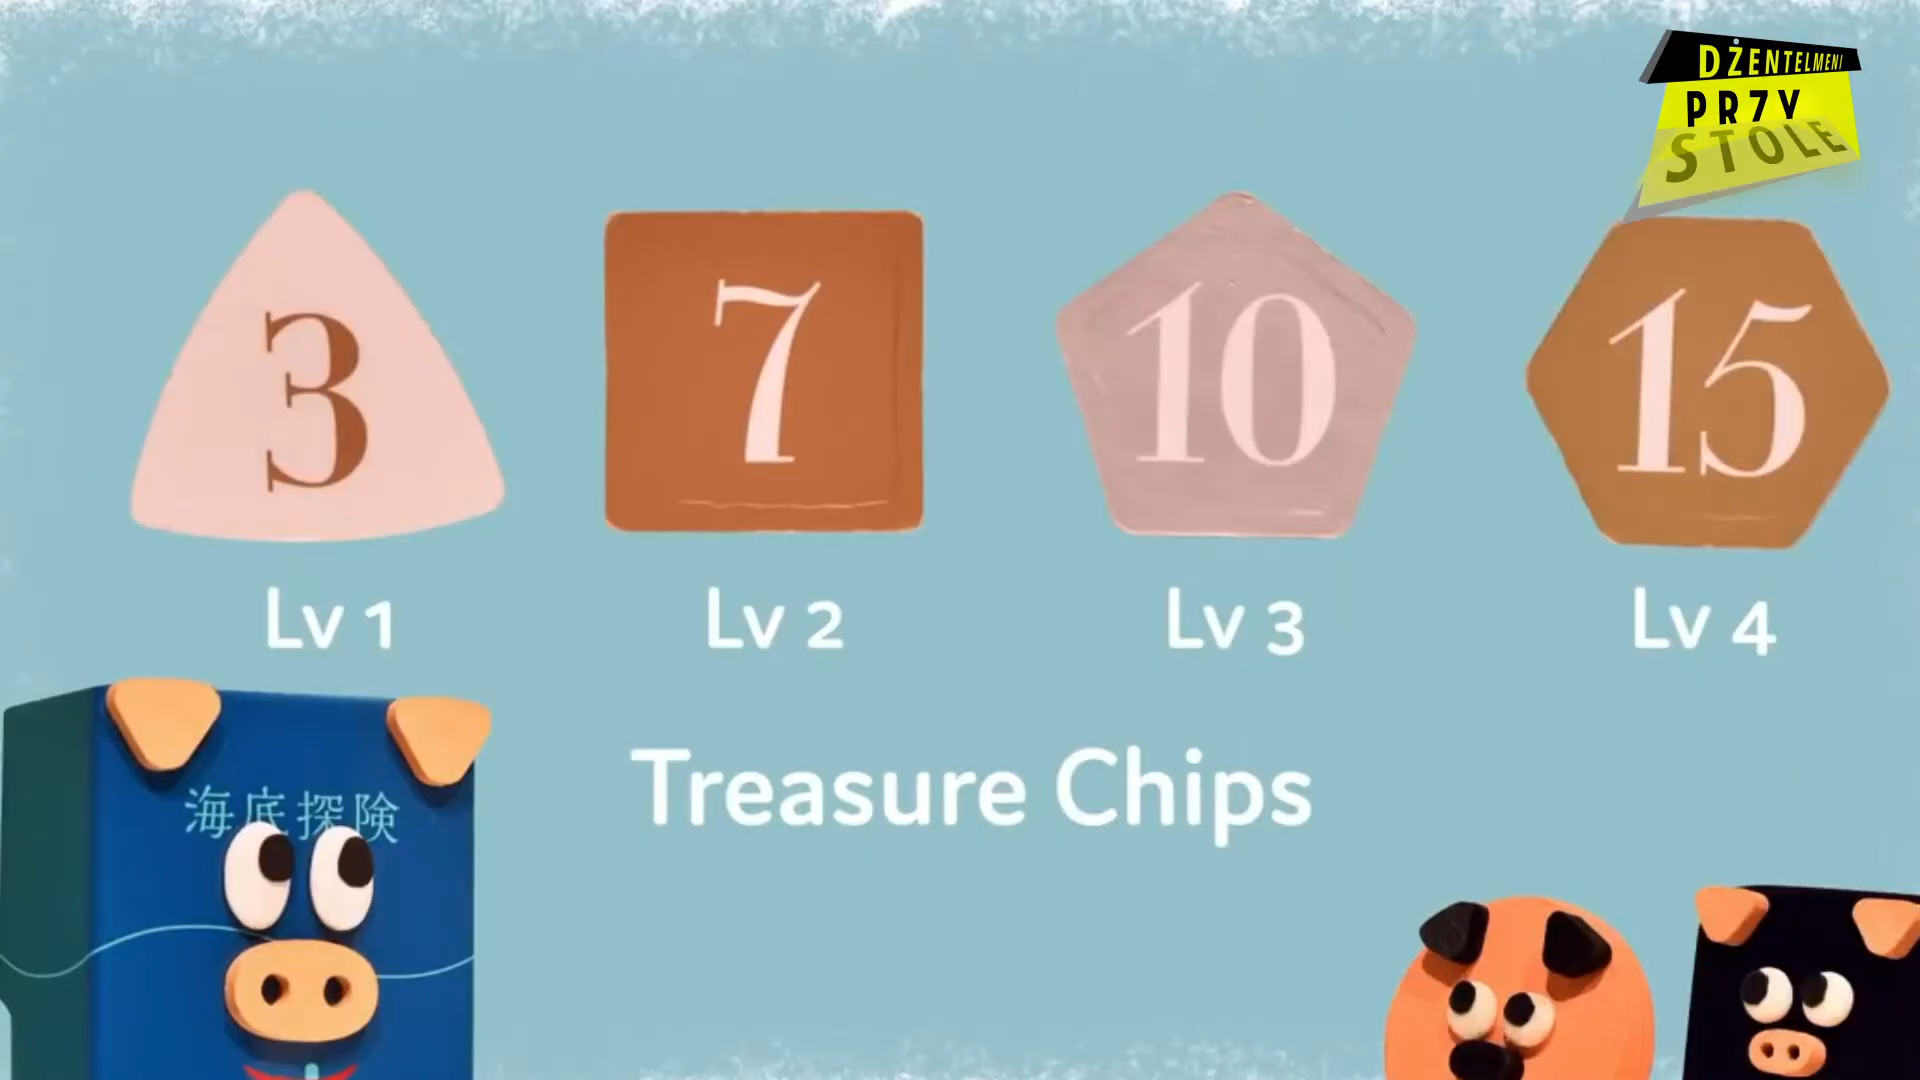 DŻENTELMENI
PRZY
STOLE
3
7
10
15
Lv 1
Lv 2
Lv 3
Lv 4
Treasure Chips
海底探険